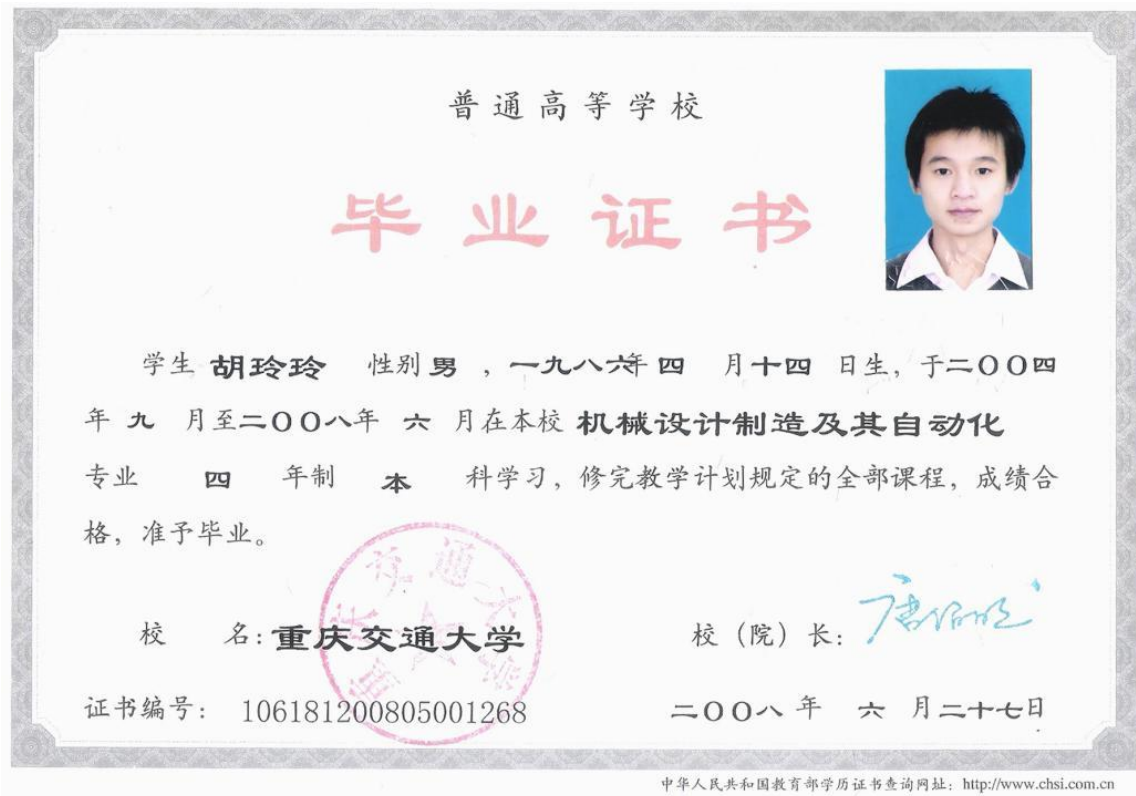 普通高等学校
毕业证书
学生 胡玲玲 性别 男 ，一九八六年 四 月十四 日生，于二〇〇四
年 九 月至二〇〇八年 六 月在本校 机械设计制造及其自动化
专业 四 年制 本 科学习，修完教学计划规定的全部课程，成绩合
格，准予毕业。
校 名：重庆交通大学
校（院）长：唐伯明
证书编号： 106181200805001268
二〇〇八 年 六 月二十七日
中华人民共和国教育部学历证书查询网址：http://www.chsi.com.cn